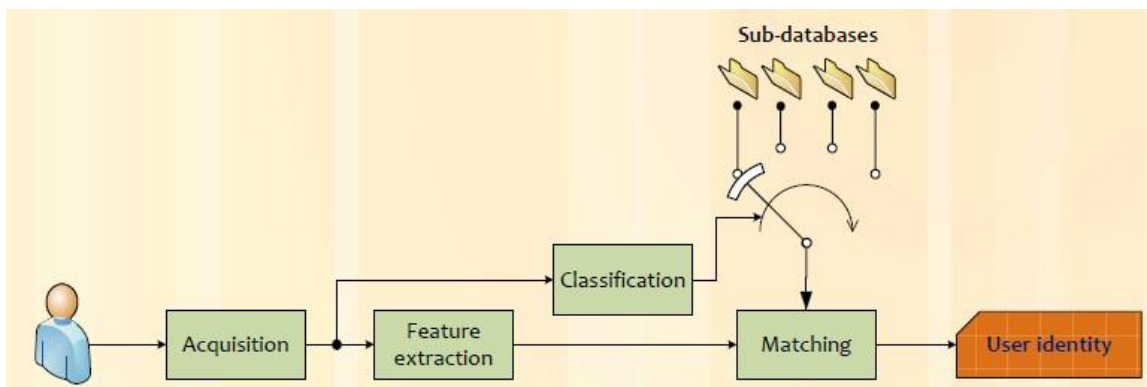 Sub-databases
Classification
Acquisition
Feature
extraction
Matching
User identity